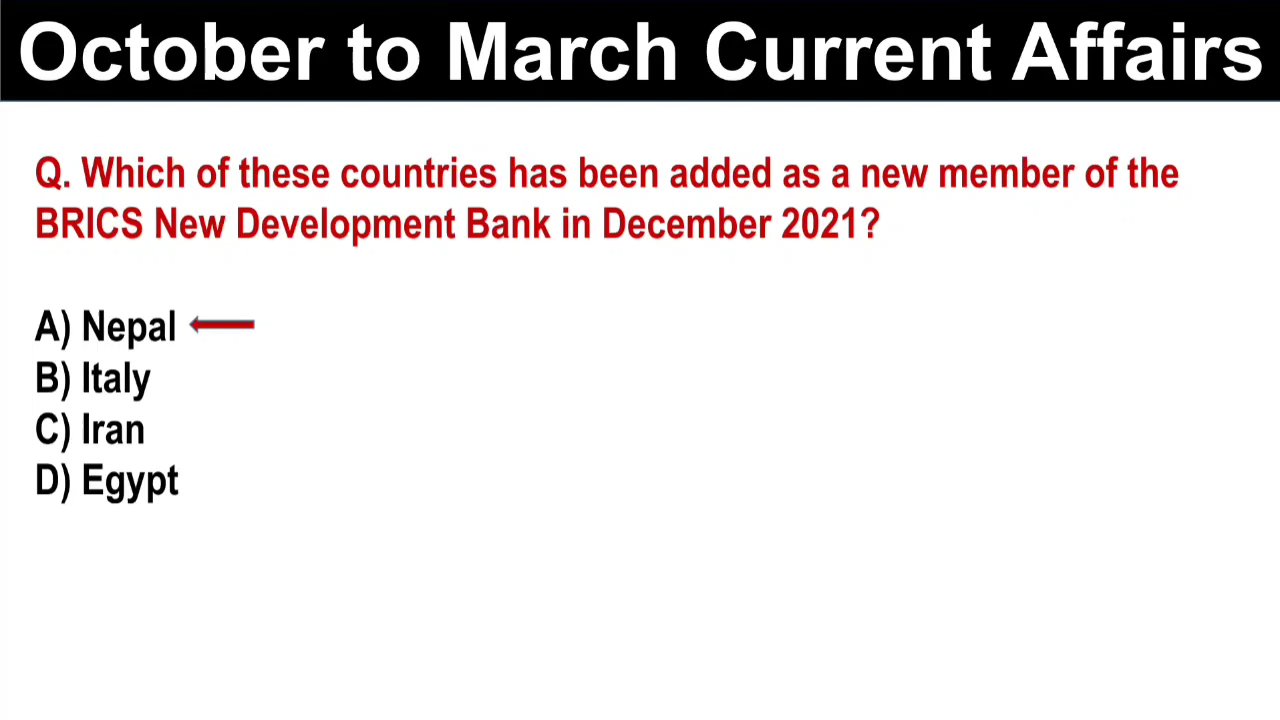 October to March Current Affairs
Q. Which of these countries has been added as a new member of the
BRICS New Development Bank in December 2021?
A) Nepal
B) Italy
C) Iran
D) Egypt